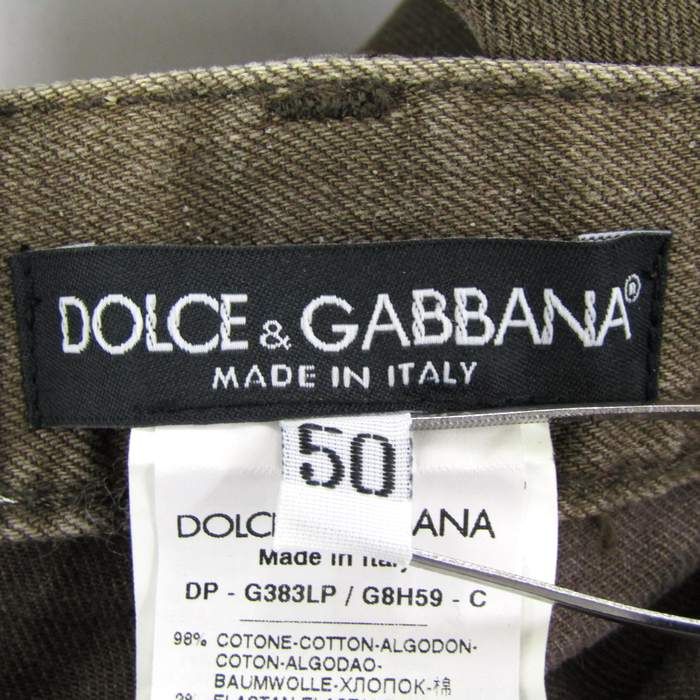 DOLCE & GABBANA®
MADE IN ITALY
50
DOLC ANA
Made in Italy
DP - G383LP / G8H59 - C
98% COTONE-COTTON-ALGODON-
COTON-ALGODAO-
BAUMWOLLE-ХЛОПОК-棉